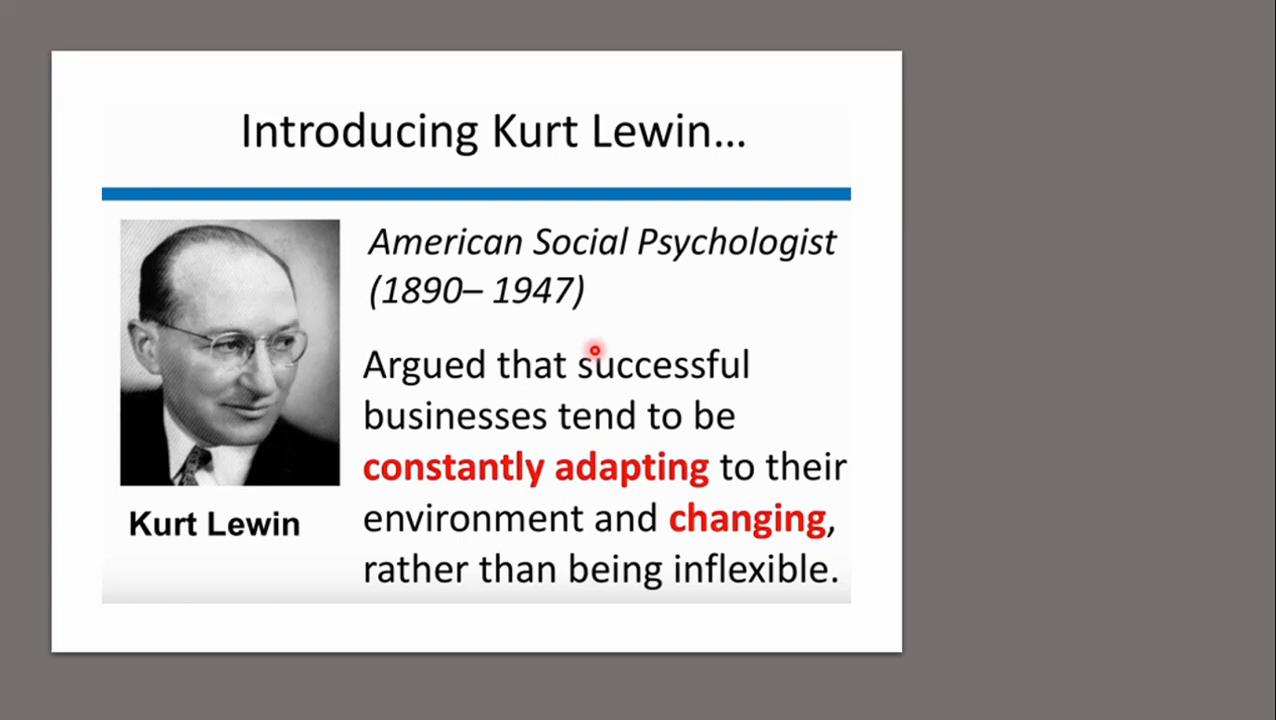 Introducing Kurt Lewin...
American Social Psychologist
(1890– 1947)
Argued that successful
businesses tend to be
constantly adapting to their
environment and changing,
rather than being inflexible.
Kurt Lewin